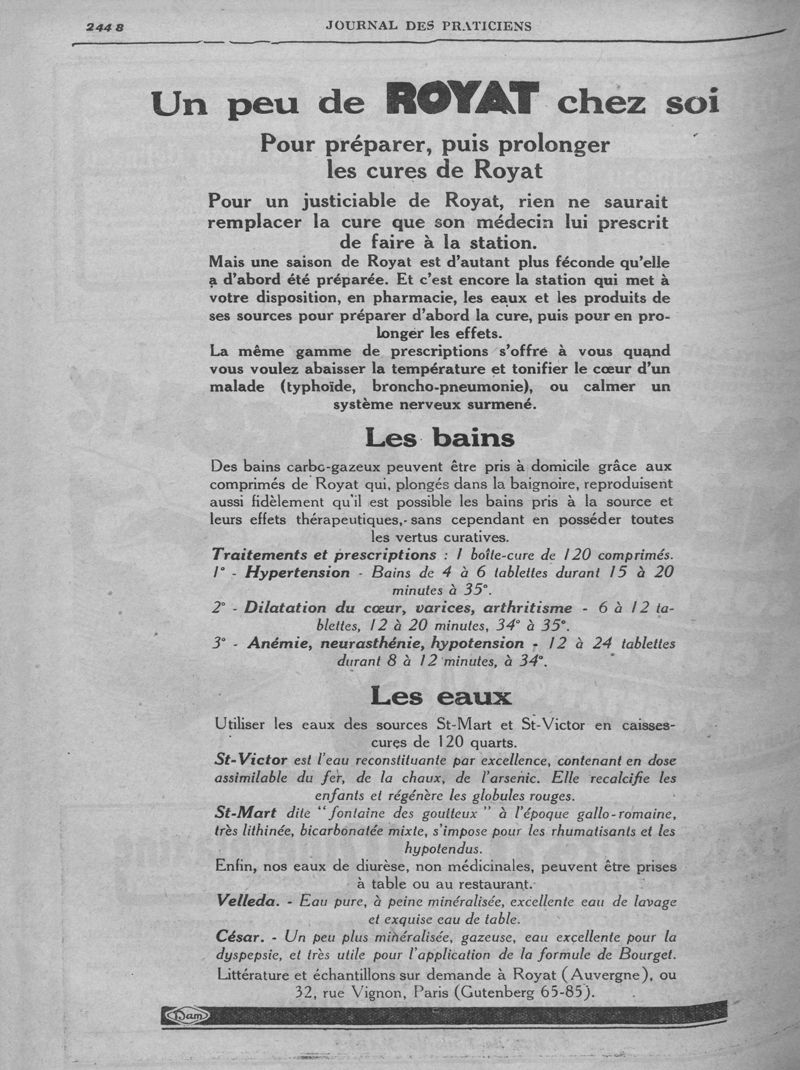 2448
JOURNAL DES PRATICIENS
Un peu de ROYAT chez soi
Pour préparer, puis prolonger
les cures de Royat
Pour un justiciable de Royat, rien ne saurait
remplacer la cure que son médecin lui prescrit
de faire à la station.
Mais une saison de Royat est d'autant plus féconde qu'elle
a d'abord été préparée. Et c'est encore la station qui met à
votre disposition, en pharmacie, les eaux et les produits de
ses sources pour préparer d'abord la cure, puis pour en pro-
longer les effets.
La même gamme de prescriptions s'offre à vous quand
vous voulez abaisser la température et tonifier le cœur d'un
malade (typhoïde, broncho-pneumonie), ou calmer un
système nerveux surmené.
Les bains
Des bains carbo-gazeux peuvent être pris à domicile grâce aux
comprimés de Royat qui, plongés dans la baignoire, reproduisent
aussi fidèlement qu'il est possible les bains pris à la source et
leurs effets thérapeutiques, sans cependant en posséder toutes
les vertus curatives.
Traitements et prescriptions : 1 boîte-cure de 120 comprimés.
1° - Hypertension - Bains de 4 à 6 tablettes durant 15 à 20
minutes à 35°.
2° - Dilatation du cœur, varices, arthritisme - 6 à 12 ta-
blettes, 12 à 20 minutes, 34° à 35°.
3° - Anémie, neurasthénie, hypotension - 12 à 24 tablettes
durant 8 à 12 minutes, à 34°.
Les eaux
Utiliser les eaux des sources St-Mart et St-Victor en caisses-
cures de 120 quarts.
St-Victor est l'eau reconstituante par excellence, contenant en dose
assimilable du fer, de la chaux, de l'arsenic. Elle recalcifie les
enfants et régénère les globules rouges.
St-Mart dite "fontaine des goutteux" à l'époque gallo-romaine,
très lithinée, bicarbonatée mixte, s'impose pour les rhumatisants et les
hypotendus.
Enfin, nos eaux de diurèse, non médicinales, peuvent être prises
à table ou au restaurant.
Velleda. - Eau pure, à peine minéralisée, excellente eau de lavage
et exquise eau de table.
César. - Un peu plus minéralisée, gazeuse, eau excellente pour la
dyspepsie, et très utile pour l'application de la formule de Bourget.
Littérature et échantillons sur demande à Royat (Auvergne), ou
32, rue Vignon, Paris (Gutenberg 65-85).
Dam